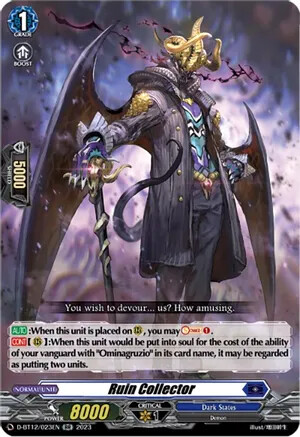 1
GRADE
BOOST
5000
SHIELD
You wish to devour... us? How amusing.
AUTO :When this unit is placed on , you may .
CONT 【 】:When this unit would be put into soul for the cost of the ability
of your vanguard with "Ominagruzio" in its card name, it may be regarded
as putting two units.
NORMAL UNIT
Ruin Collector
D-BT12/023EN RR 2023
POWER 8000
Critical 1
Dark States
Demon